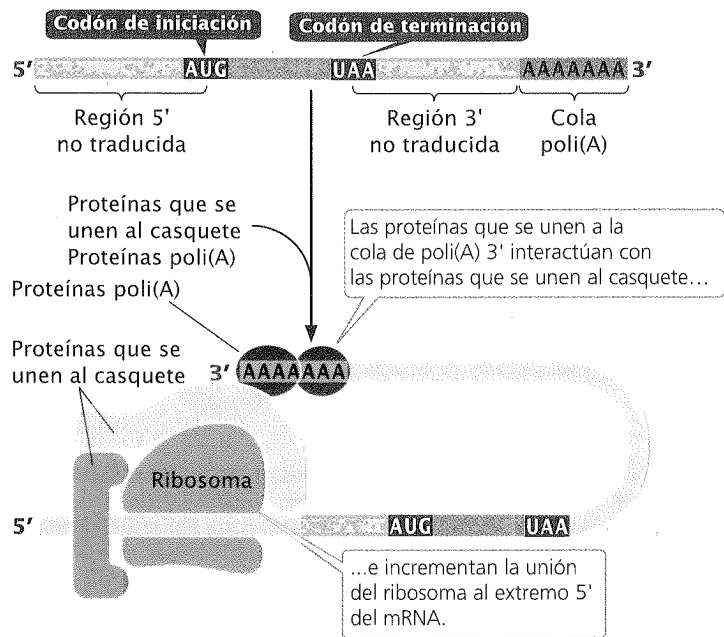 Codón de iniciación
Codón de terminación
5' AUG UAA AAAAAAA 3'
Región 5'
no traducida
Región 3'
no traducida
Cola
poli(A)
Proteínas que se
unen al casquete
Proteínas poli(A)
Las proteínas que se unen a la
cola de poli(A) 3' interactúan con
las proteínas que se unen al casquete…
Proteínas poli(A)
Proteínas que se
unen al casquete
3' AAAAAAA
Ribosoma
5' AUG UAA
...e incrementan la unión
del ribosoma al extremo 5'
del mRNA.